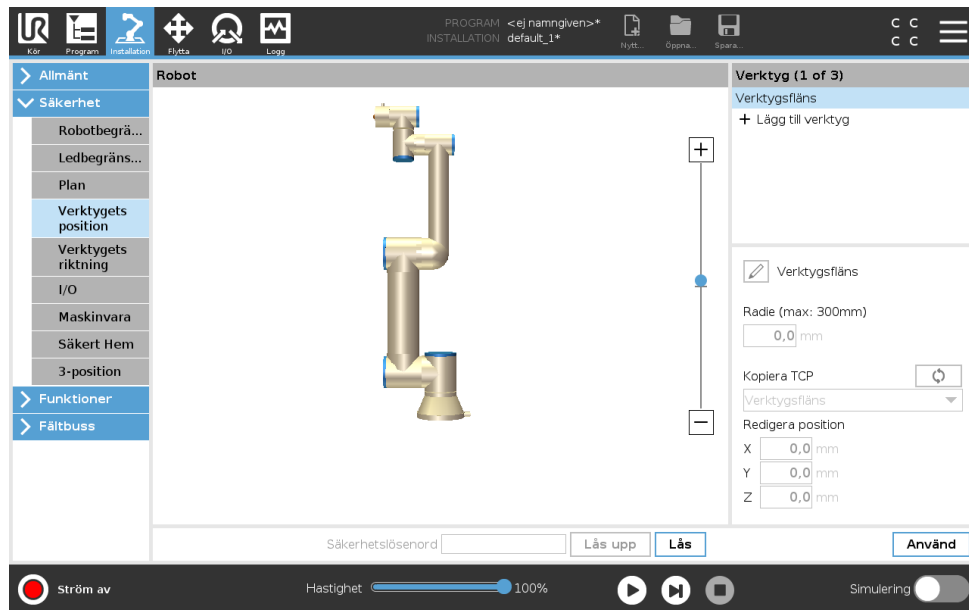 UR
PROGRAM <ej namngiven>*
INSTALLATION default_1*
Kör
Program
Installation
Flytta
I/O
Logg
Nytt...
Öppna...
Spara...
C C
C C
Allmänt
Säkerhet
Robotbegrä...
Ledbegräns...
Plan
Verktygets
position
Verktygets
riktning
I/O
Maskinvara
Säkert Hem
3-position
Funktioner
Fältbuss
Robot
Verktyg (1 of 3)
Verktygsfläns
+ Lägg till verktyg
Verktygsfläns
Radie (max: 300mm)
0,0 mm
Kopiera TCP
Verktygsfläns
Redigera position
X 0,0 mm
Y 0,0 mm
Z 0,0 mm
Säkerhetslösenord
Lås upp
Lås
Använd
Ström av
Hastighet
100%
Simulering